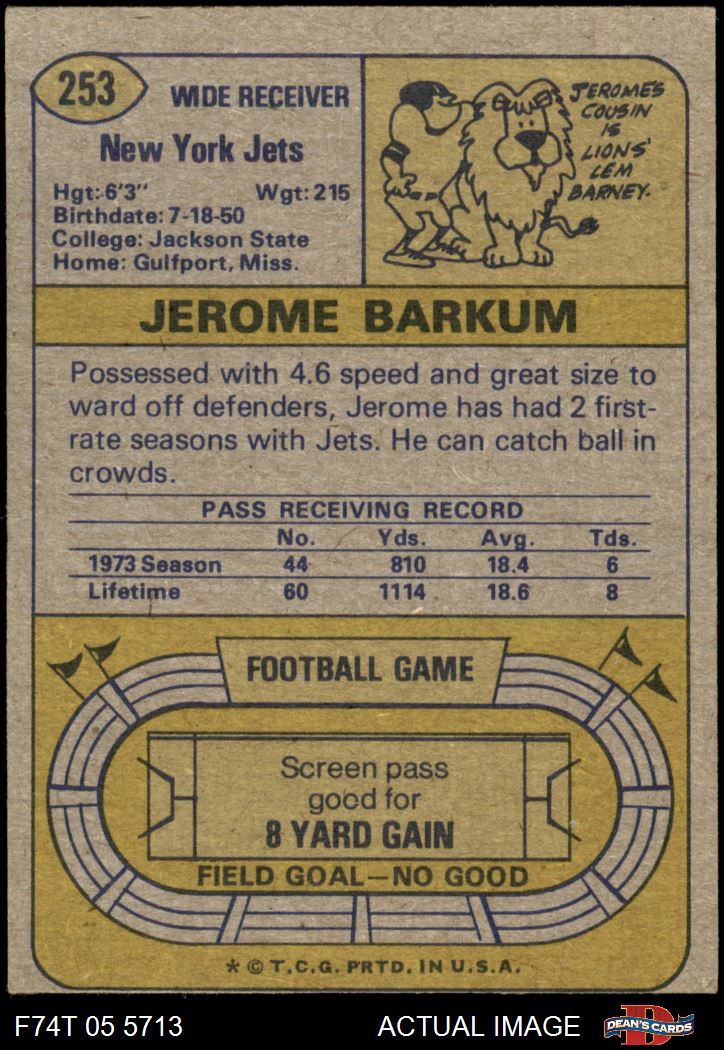 253
WIDE RECEIVER
New York Jets
Hgt: 6'3" Wgt: 215
Birthdate: 7-18-50
College: Jackson State
Home: Gulfport, Miss.
JEROME'S
COUSIN
IS
LIONS'
LEM
BARNEY.
JEROME BARKUM
Possessed with 4.6 speed and great size to
ward off defenders, Jerome has had 2 first-
rate seasons with Jets. He can catch ball in
crowds.
PASS RECEIVING RECORD
No. Yds. Avg. Tds.
1973 Season 44 810 18.4 6
Lifetime 60 1114 18.6 8
FOOTBALL GAME
Screen pass
good for
8 YARD GAIN
FIELD GOAL—NO GOOD
* © T.C.G. PRTD. IN U.S.A.
F74T 05 5713 ACTUAL IMAGE DEAN'S CARDS